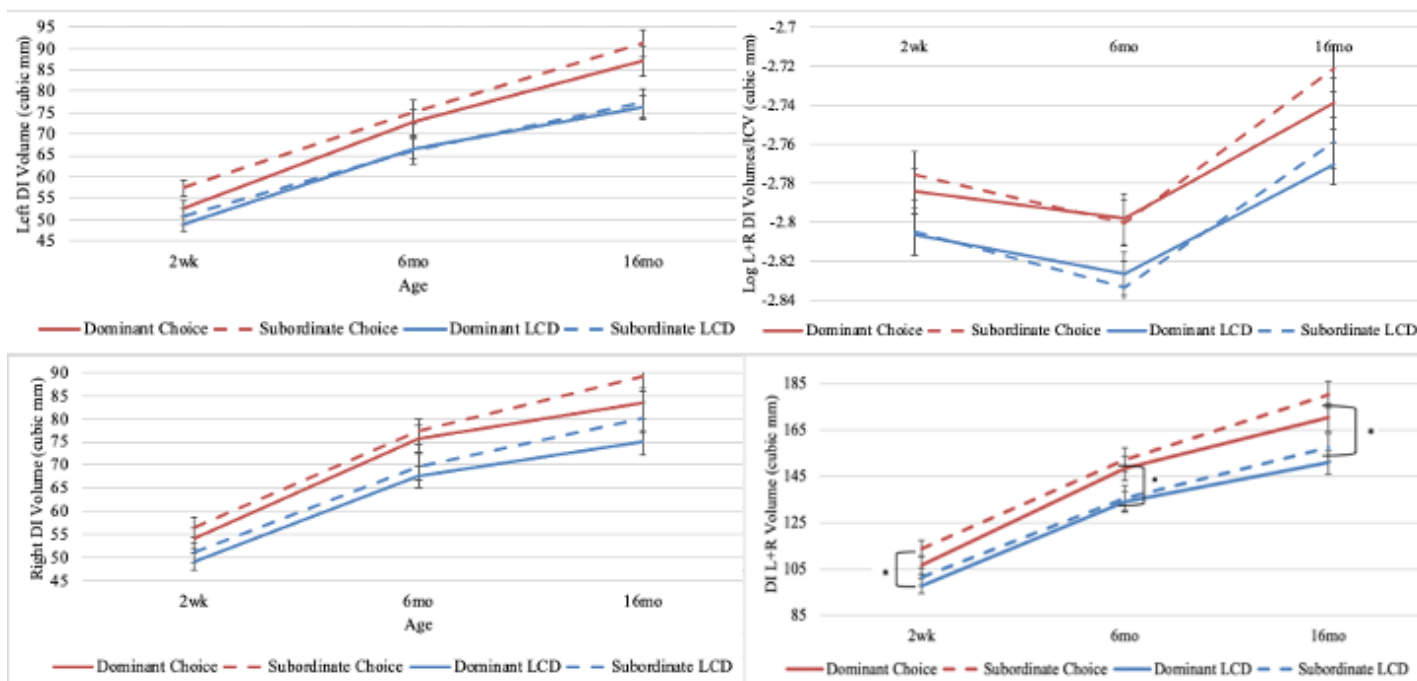 Left DI Volume (cubic mm)
95
90
85
80
75
70
65
60
55
50
45
2wk 6mo 16mo
Age
Dominant Choice Subordinate Choice Dominant LCD Subordinate LCD
Log L+R DI Volumes/ICV (cubic mm)
-2.7
2wk 6mo 16mo
-2.72
-2.74
-2.76
-2.78
-2.8
-2.82
-2.84
Dominant Choice Subordinate Choice Dominant LCD Subordinate LCD
Right DI Volume (cubic mm)
90
85
80
75
70
65
60
55
50
45
2wk 6mo 16mo
Age
Dominant Choice Subordinate Choice Dominant LCD Subordinate LCD
DI L+R Volume (cubic mm)
185
165
145
125
105
85
*
*
*
2wk 6mo 16mo
Dominant Choice Subordinate Choice Dominant LCD Subordinate LCD